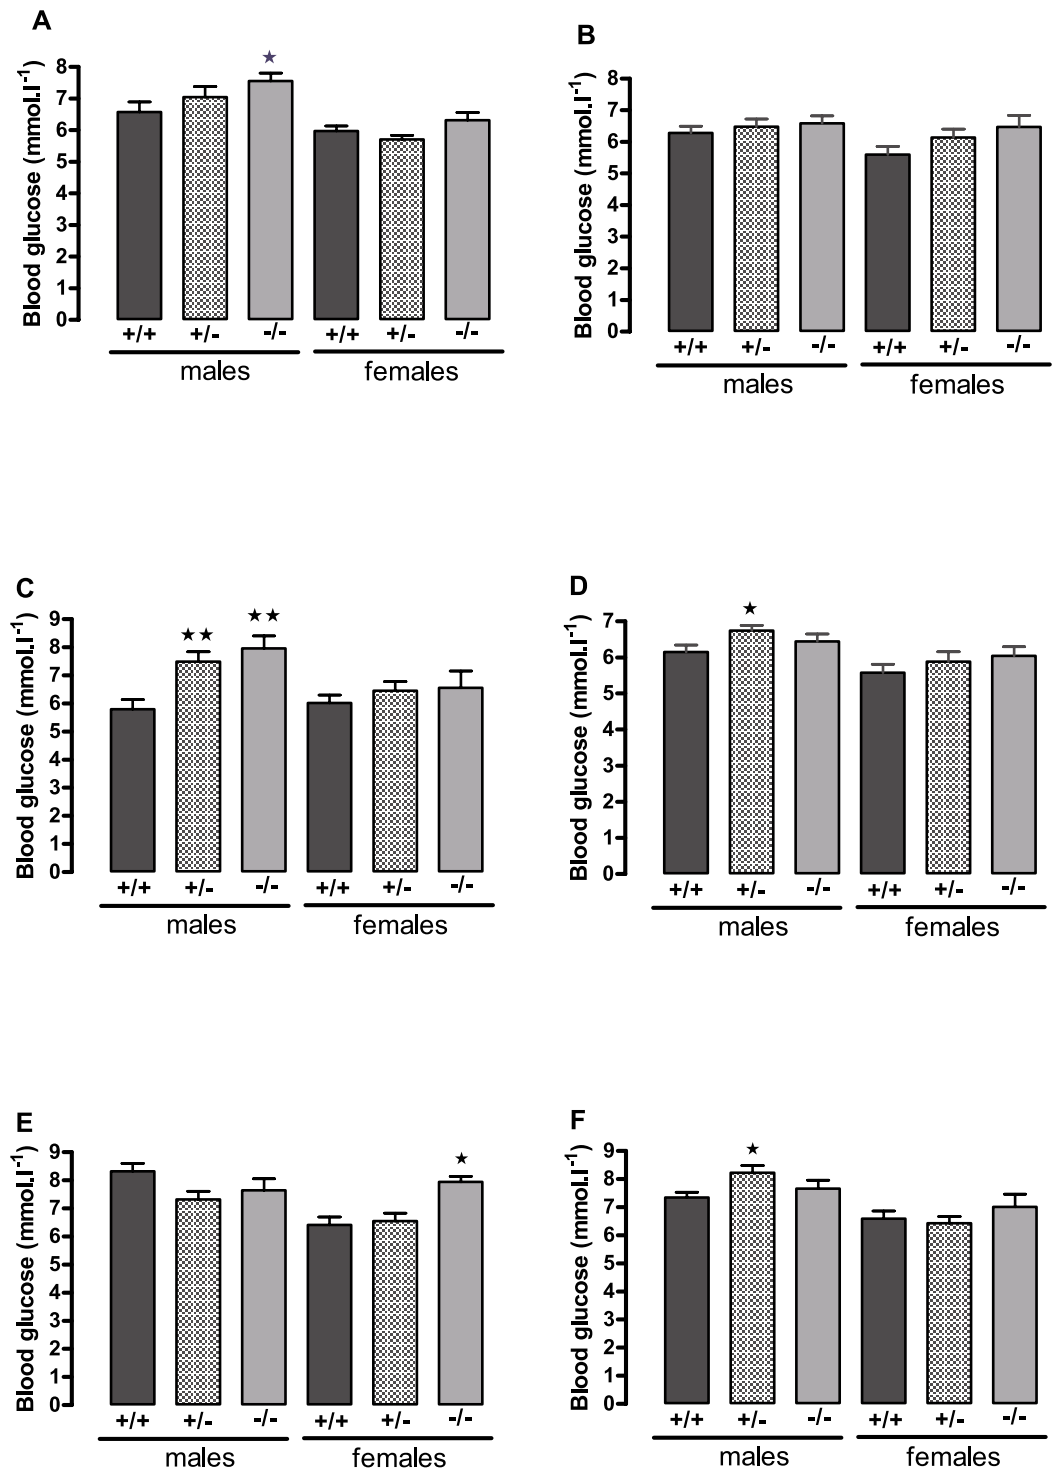 A
Blood glucose (mmol.l⁻¹)
8
7
6
5
4
3
2
1
0
★
+/+ +/- -/- +/+ +/- -/-
males females
B
Blood glucose (mmol.l⁻¹)
8
7
6
5
4
3
2
1
0
+/+ +/- -/- +/+ +/- -/-
males females
C
Blood glucose (mmol.l⁻¹)
9
8
7
6
5
4
3
2
1
0
★★ ★★
+/+ +/- -/- +/+ +/- -/-
males females
D
Blood glucose (mmol.l⁻¹)
7
6
5
4
3
2
1
0
★
+/+ +/- -/- +/+ +/- -/-
males females
E
Blood glucose (mmol.l⁻¹)
9
8
7
6
5
4
3
2
1
0
★
+/+ +/- -/- +/+ +/- -/-
males females
F
Blood glucose (mmol.l⁻¹)
9
8
7
6
5
4
3
2
1
0
★
+/+ +/- -/- +/+ +/- -/-
males females